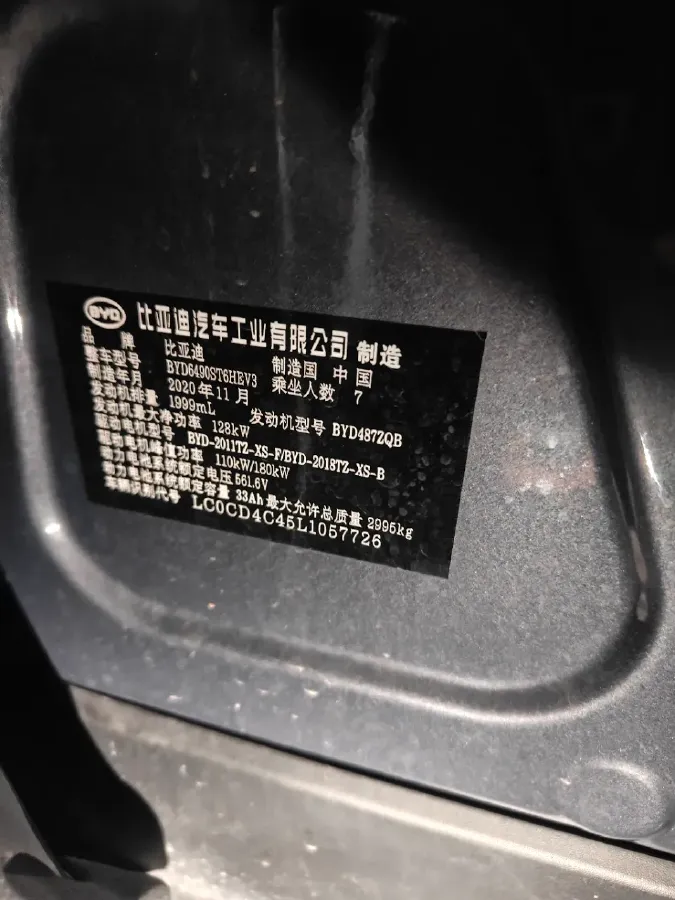 BYD 比亚迪汽车工业有限公司 制造
品 牌 比亚迪 制造国 中 国
整车型号 BYD6490ST6HEV3 乘坐人数 7
制造年月 2020年11月
发动机排量 1999mL 发动机型号 BYD487ZQB
发动机最大净功率 128kW
驱动电机型号 BYD-2011TZ-XS-F/BYD-2018TZ-XS-B
驱动电机峰值功率 110kW/180kW
动力电池系统额定电压 561.6V
动力电池系统额定容量 33Ah 最大允许总质量 2995kg
车辆识别代号 LC0CD4C45L1057726